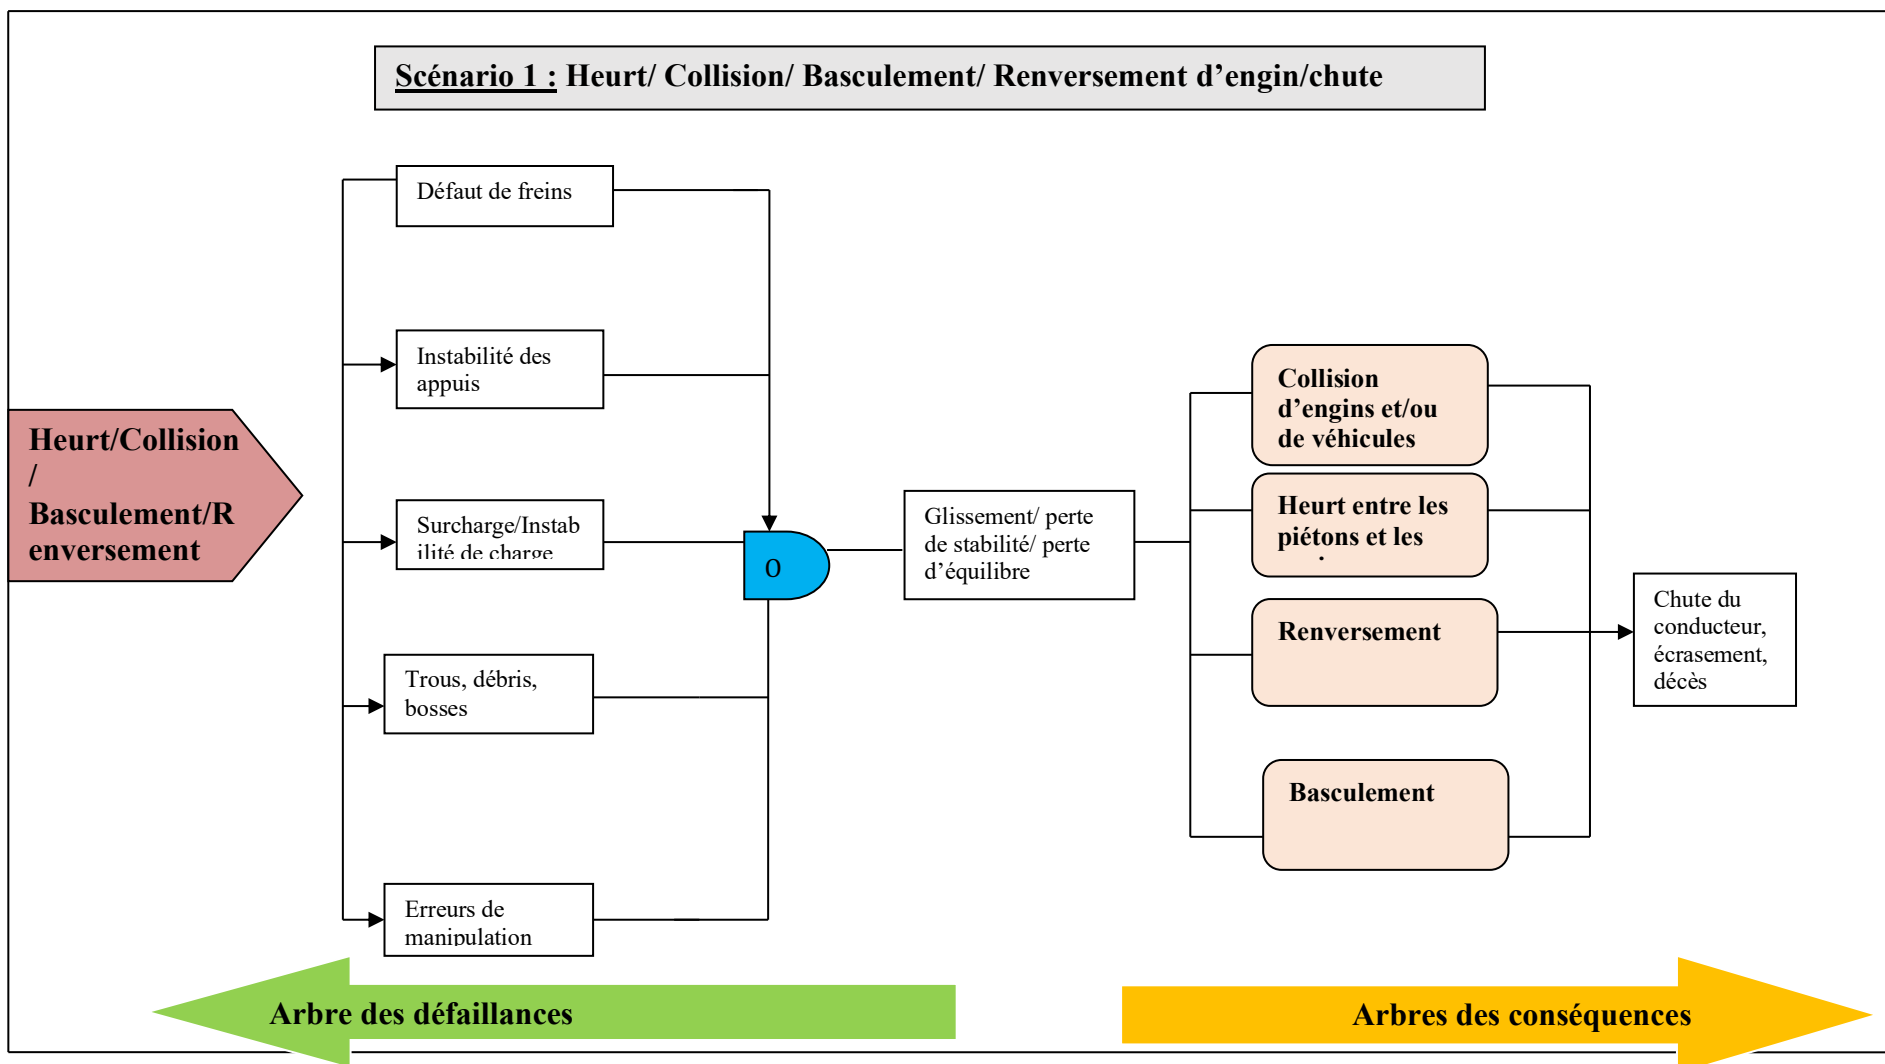 Scénario 1 : Heurt/ Collision/ Basculement/ Renversement d’engin/chute
Défaut de freins
Instabilité des
appuis
Heurt/Collision
/
Basculement/R
enversement
Surcharge/Instab
ilité de charge
Trous, débris,
bosses
Erreurs de
manipulation
O
Glissement/ perte
de stabilité/ perte
d’équilibre
Collision
d’engins et/ou
de véhicules
Heurt entre les
piétons et les
Renversement
Basculement
Chute du
conducteur,
écrasement,
décès
Arbre des défaillances
Arbres des conséquences